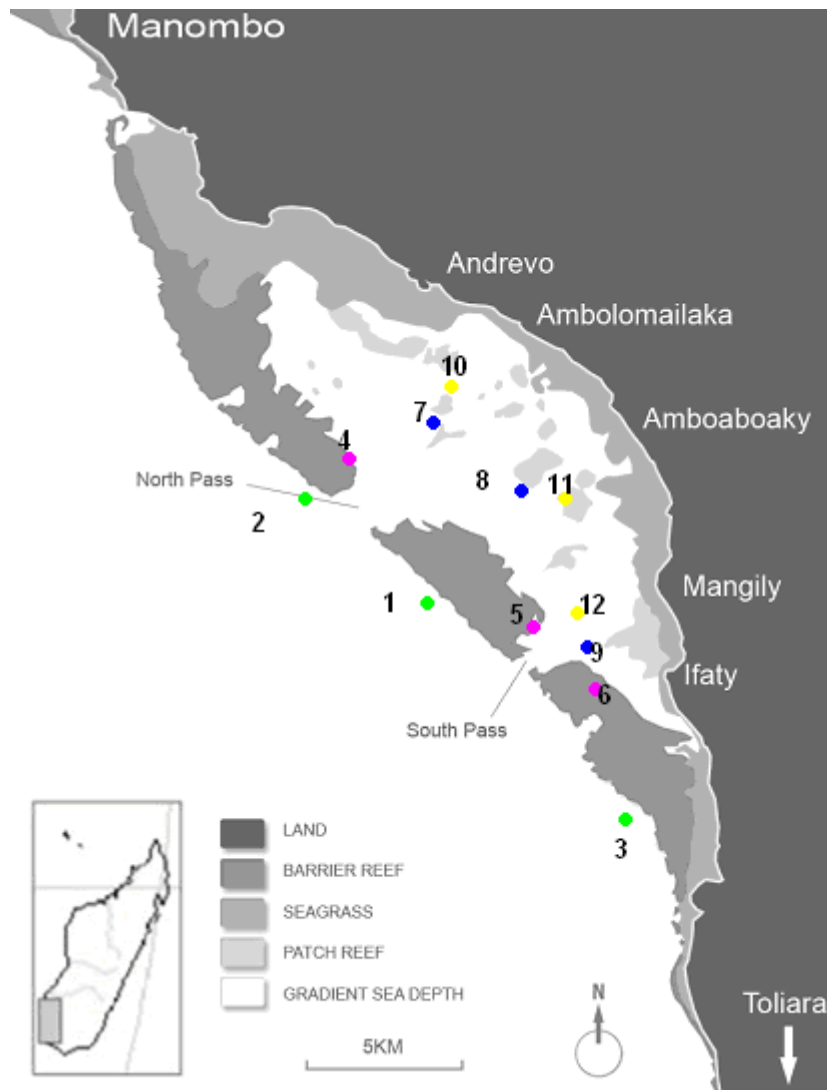 Manombo
Andrevo
Ambolomailaka
10
Amboaboaky
7
4
North Pass
8
11
2
Mangily
1
5
12
9
Ifaty
6
South Pass
3
LAND
BARRIER REEF
SEAGRASS
PATCH REEF
GRADIENT SEA DEPTH
N
Toliara
5KM